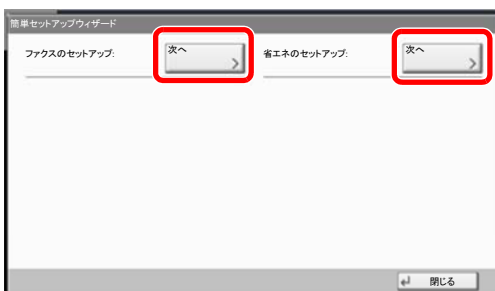 簡単セットアップウィザード
ファクスのセットアップ: 次へ 省エネのセットアップ: 次へ
閉じる